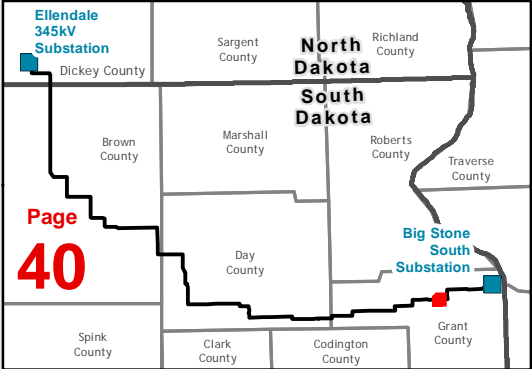 Ellendale
345kV
Substation
Dickey County
Sargent
County
North
Dakota
Richland
County
South
Dakota
Brown
County
Marshall
County
Roberts
County
Traverse
County
Page
40
Day
County
Big Stone
South
Substation
Grant
County
Spink
County
Clark
County
Codington
County